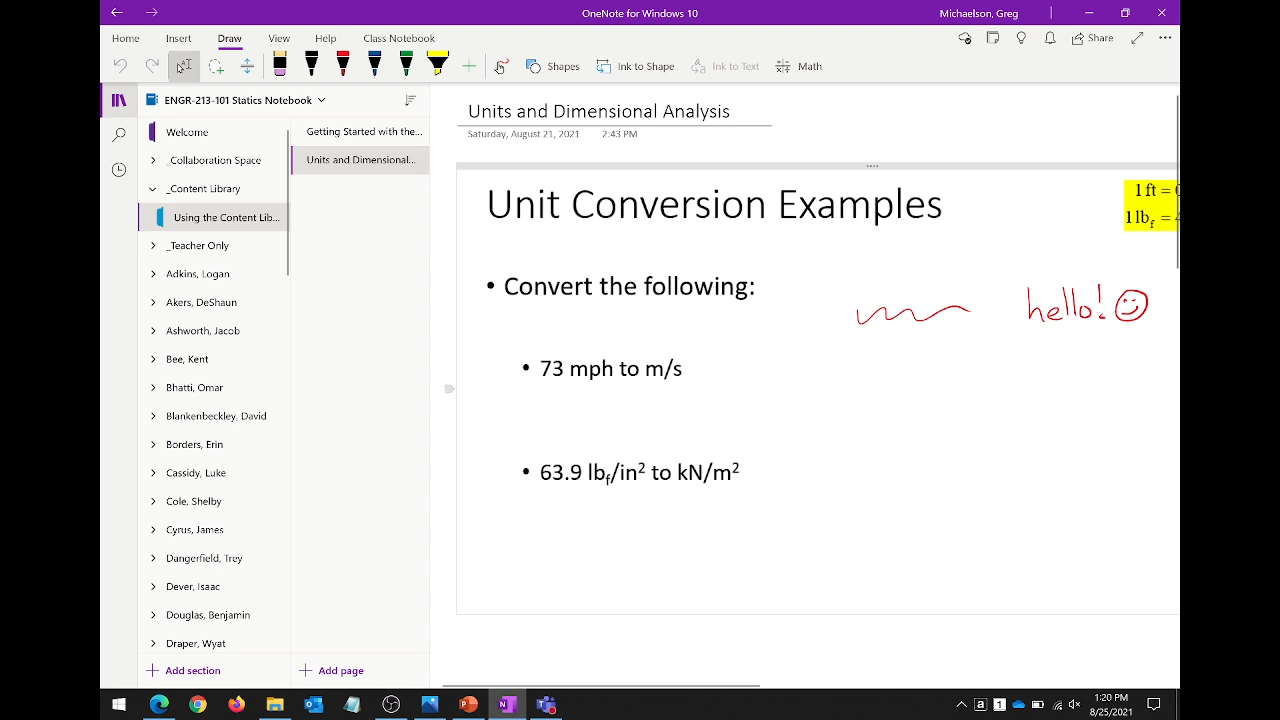 OneNote for Windows 10
Michaelson, Greg
Home Insert Draw View Help Class Notebook
Share
Shapes Ink to Shape Ink to Text Math
ENGR-213-101 Statics Notebook
Welcome
_Collaboration Space
_Content Library
Using the Content Lib...
_Teacher Only
Adkins, Logan
Akers, DeShaun
Ashworth, Jacob
Bee, Kent
Bhatti, Omar
Blankenbeckley, David
Borders, Erin
Cassidy, Luke
Cole, Shelby
Cyrus, James
Dangerfield, Trey
Dever, Isaac
Douglas, Benjamin
Draper, Wyat
Add section
Getting Started with the...
Units and Dimensional...
Add page
Units and Dimensional Analysis
Saturday, August 21, 2021 2:43 PM
Unit Conversion Examples
1 ft =
1 lbf =
• Convert the following:
hello!
• 73 mph to m/s
• 63.9 lbf/in² to kN/m²
1:20 PM
8/25/2021